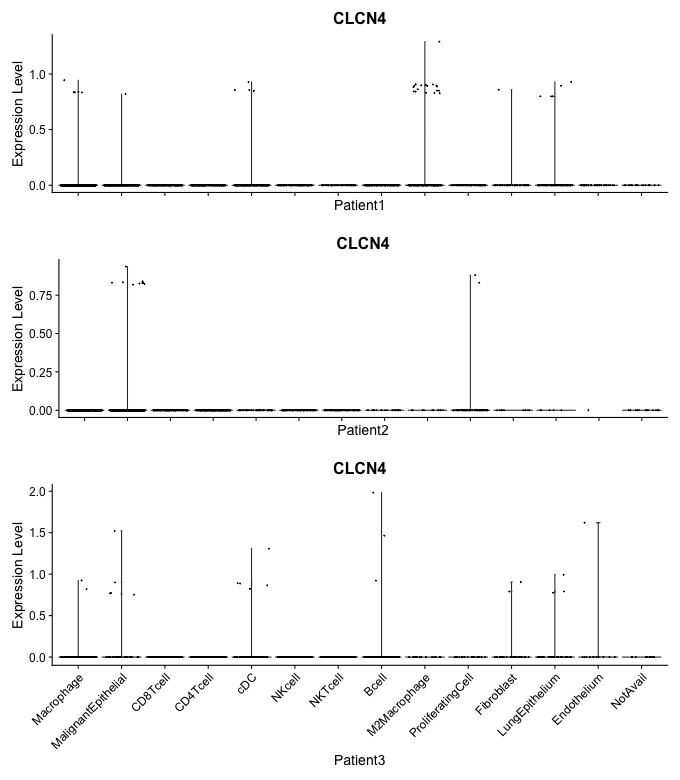 CLCN4
Expression Level
1.0
0.5
0.0
Patient1
CLCN4
Expression Level
0.75
0.50
0.25
0.00
Patient2
CLCN4
Expression Level
2.0
1.5
1.0
0.5
0.0
Macrophage
MalignantEpithelial
CD8Tcell
CD4Tcell
cDC
NKcell
NKTcell
Bcell
M2Macrophage
ProliferatingCell
Fibroblast
LungEpithelium
Endothelium
NotAvail
Patient3